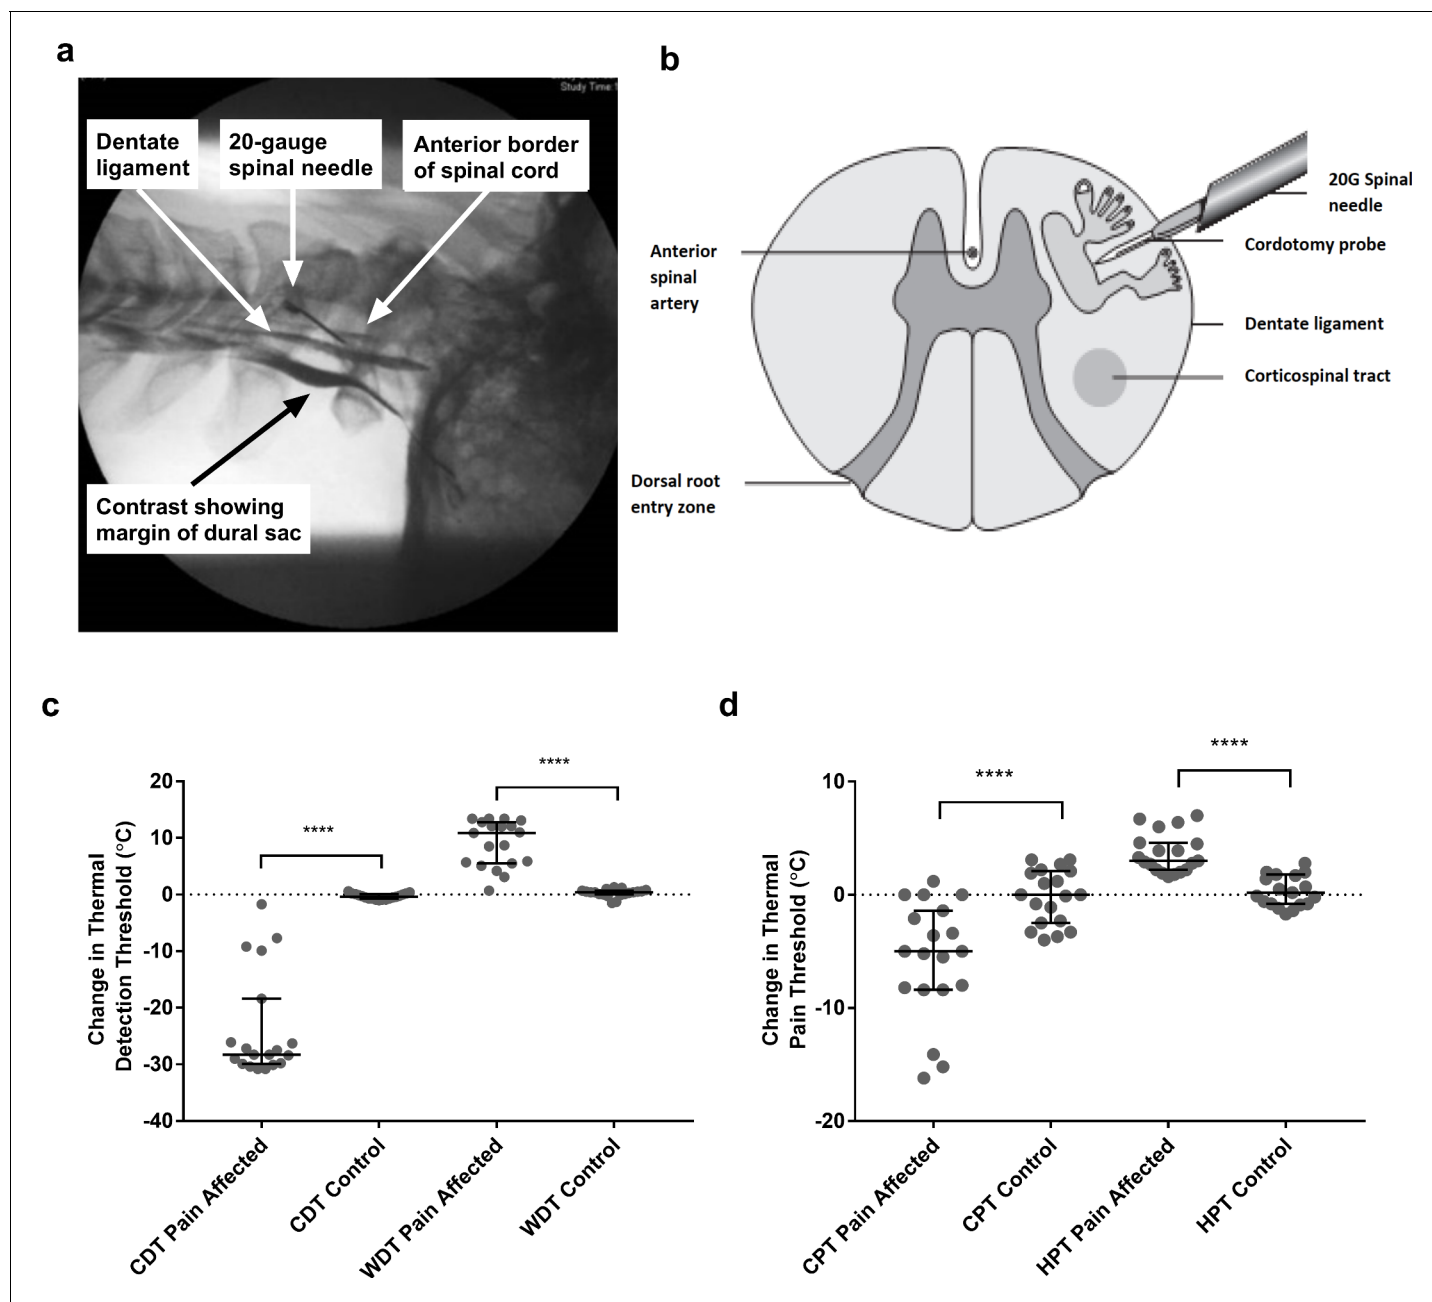 a
Study Time:1
Dentate
ligament
20-gauge
spinal needle
Anterior border
of spinal cord
Contrast showing
margin of dural sac
b
20G Spinal
needle
Cordotomy probe
Anterior
spinal
artery
Dentate ligament
Corticospinal tract
Dorsal root
entry zone
c
Change in Thermal
Detection Threshold (°C)
20
10
0
-10
-20
-30
-40
****
****
CDT Pain Affected
CDT Control
WDT Pain Affected
WDT Control
d
Change in Thermal
Pain Threshold (°C)
10
0
-10
-20
****
****
CPT Pain Affected
CPT Control
HPT Pain Affected
HPT Control